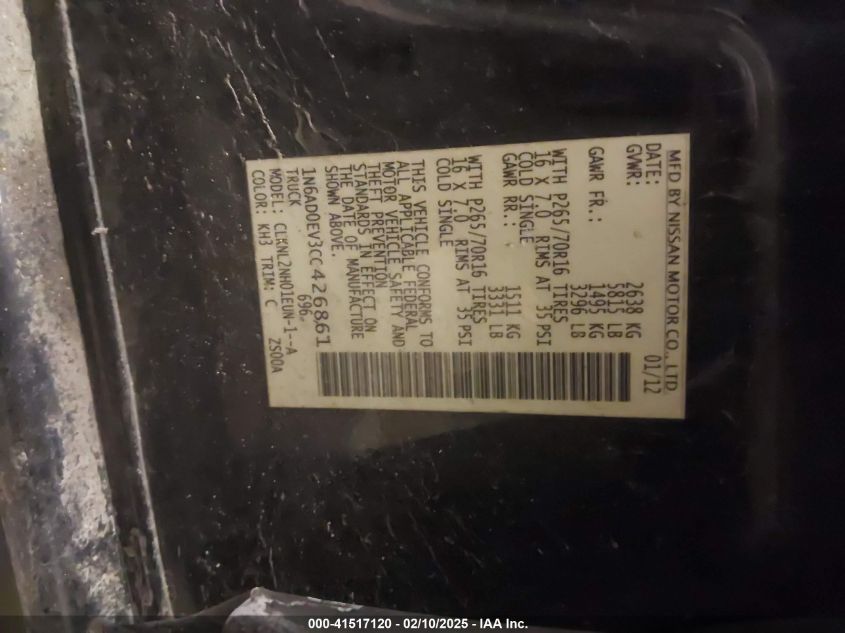 MFD BY NISSAN MOTOR CO., LTD.
DATE: 01/12
GVWR: 2638 KG
5815 LB
GAWR FR.: 1495 KG
3296 LB
WITH P265/70R16 TIRES
16 X 7.0 RIMS AT 35 PSI
COLD SINGLE
GAWR RR.: 1511 KG
3331 LB
WITH P265/70R16 TIRES
16 X 7.0 RIMS AT 35 PSI
COLD SINGLE
THIS VEHICLE CONFORMS TO
ALL APPLICABLE FEDERAL
MOTOR VEHICLE SAFETY AND
THEFT PREVENTION
STANDARDS IN EFFECT ON
THE DATE OF MANUFACTURE
SHOWN ABOVE.
1N6AD0EV3CC426861
TRUCK 696
MODEL: CLRNL2NH01EUN-1--A
COLOR: KH3 TRIM: C ZS00A
000-41517120 / 02/10/2025 - IAA Inc.